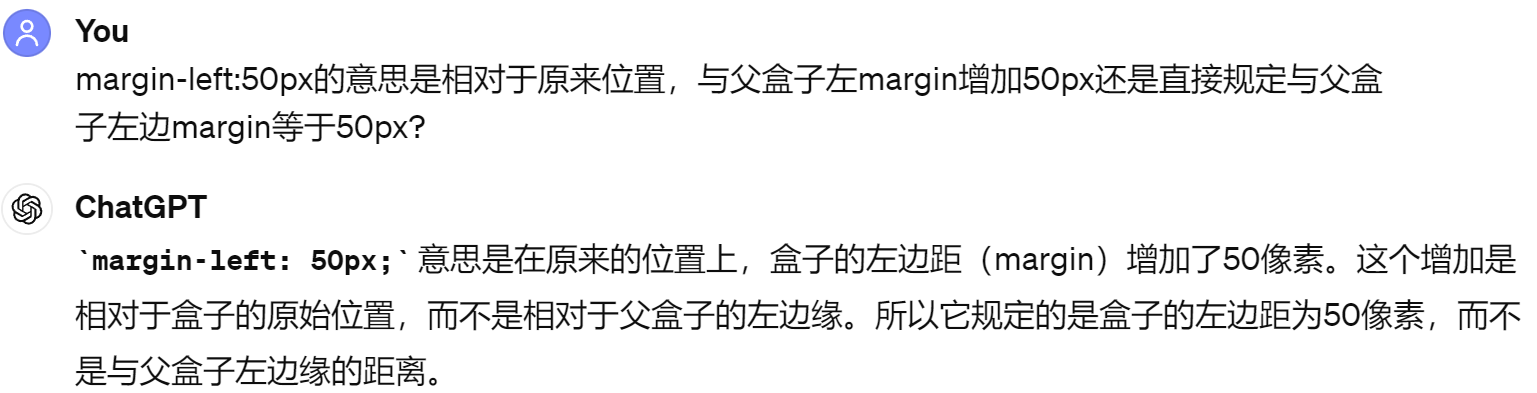 You
margin-left:50px的意思是相对于原来位置，与父盒子左margin增加50px还是直接规定与父盒
子左边margin等于50px?
ChatGPT
`margin-left: 50px;` 意思是在原来的位置上，盒子的左边距（margin）增加了50像素。这个增加是
相对于盒子的原始位置，而不是相对于父盒子的左边缘。所以它规定的是盒子的左边距为50像素，而不
是与父盒子左边缘的距离。